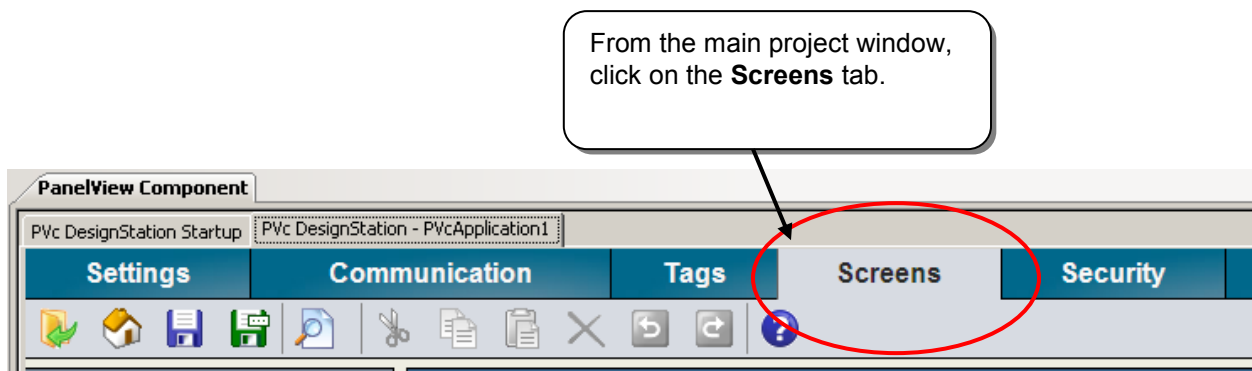 From the main project window,
click on the Screens tab.
PanelView Component
PVc DesignStation Startup PVc DesignStation - PVcApplication1
Settings Communication Tags Screens Security